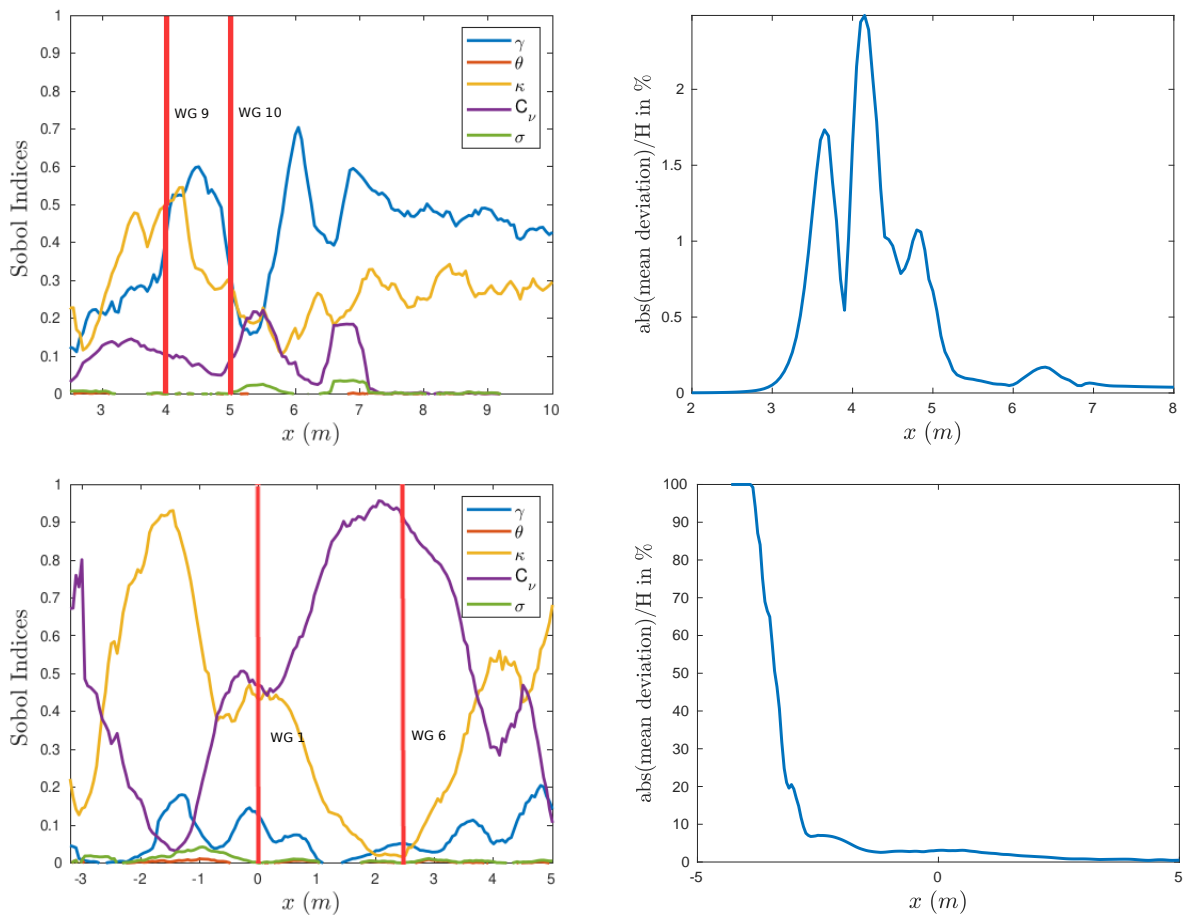 Sobol Indices
1
0.9
0.8
0.7
0.6
0.5
0.4
0.3
0.2
0.1
0
3 4 5 6 7 8 9 10
x (m)
WG 9 WG 10
γ
θ
κ
Cν
σ
abs(mean deviation)/H in %
2
1.5
1
0.5
0
2 3 4 5 6 7 8
x (m)
Sobol Indices
1
0.9
0.8
0.7
0.6
0.5
0.4
0.3
0.2
0.1
0
-3 -2 -1 0 1 2 3 4 5
x (m)
WG 1 WG 6
γ
θ
κ
Cν
σ
abs(mean deviation)/H in %
100
90
80
70
60
50
40
30
20
10
0
-5 0 5
x (m)